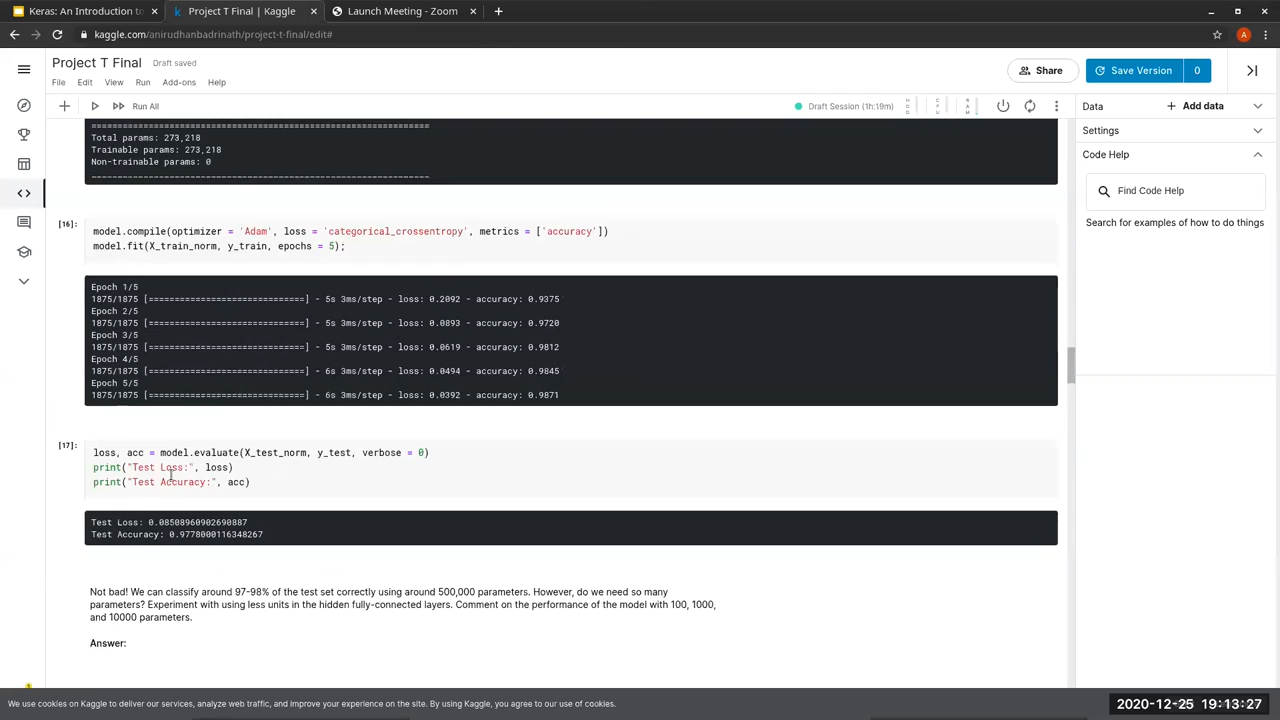 Keras: An Introduction to
Project T Final | Kaggle
Launch Meeting - Zoom
kaggle.com/anirudhanbadrinath/project-t-final/edit#
A
Project T Final
Draft saved
Share
Save Version
0
File
Edit
View
Run
Add-ons
Help
Run All
Draft Session (1h:19m)
Data
Add data
Settings
Code Help
Find Code Help
Search for examples of how to do things
=================================================================
Total params: 273,218
Trainable params: 273,218
Non-trainable params: 0
_________________________________________________________________
[16]:
model.compile(optimizer = 'Adam', loss = 'categorical_crossentropy', metrics = ['accuracy'])
model.fit(X_train_norm, y_train, epochs = 5);
Epoch 1/5
1875/1875 [==============================] - 5s 3ms/step - loss: 0.2092 - accuracy: 0.9375
Epoch 2/5
1875/1875 [==============================] - 5s 3ms/step - loss: 0.0893 - accuracy: 0.9720
Epoch 3/5
1875/1875 [==============================] - 5s 3ms/step - loss: 0.0619 - accuracy: 0.9812
Epoch 4/5
1875/1875 [==============================] - 6s 3ms/step - loss: 0.0494 - accuracy: 0.9845
Epoch 5/5
1875/1875 [==============================] - 6s 3ms/step - loss: 0.0392 - accuracy: 0.9871
[17]:
loss, acc = model.evaluate(X_test_norm, y_test, verbose = 0)
print("Test Loss:", loss)
print("Test Accuracy:", acc)
Test Loss: 0.08508960902690887
Test Accuracy: 0.9778000116348267
Not bad! We can classify around 97-98% of the test set correctly using around 500,000 parameters. However, do we need so many
parameters? Experiment with using less units in the hidden fully-connected layers. Comment on the performance of the model with 100, 1000,
and 10000 parameters.
Answer:
We use cookies on Kaggle to deliver our services, analyze web traffic, and improve your experience on the site. By using Kaggle, you agree to our use of cookies.
2020-12-25 19:13:27